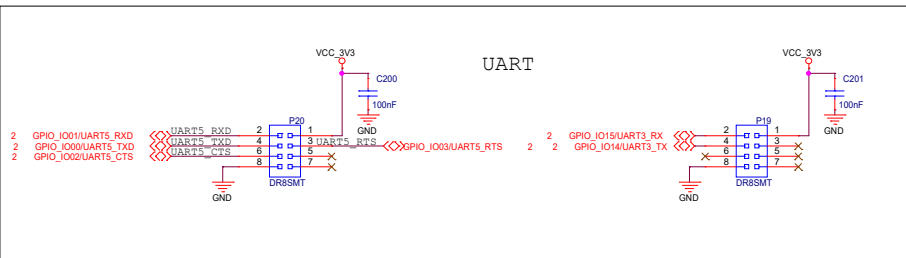 UART
VCC_3V3
C200
100nF
GND
P20
2 GPIO_IO01/UART5_RXD UART5_RXD 2 1
2 GPIO_IO00/UART5_TXD UART5_TXD 4 3 UART5_RTS GPIO_IO03/UART5_RTS 2
2 GPIO_IO02/UART5_CTS UART5_CTS 6 5
8 7
DR8SMT
GND
VCC_3V3
C201
100nF
GND
P19
2 GPIO_IO15/UART3_RX 2 1
2 GPIO_IO14/UART3_TX 4 3
6 5
8 7
DR8SMT
GND